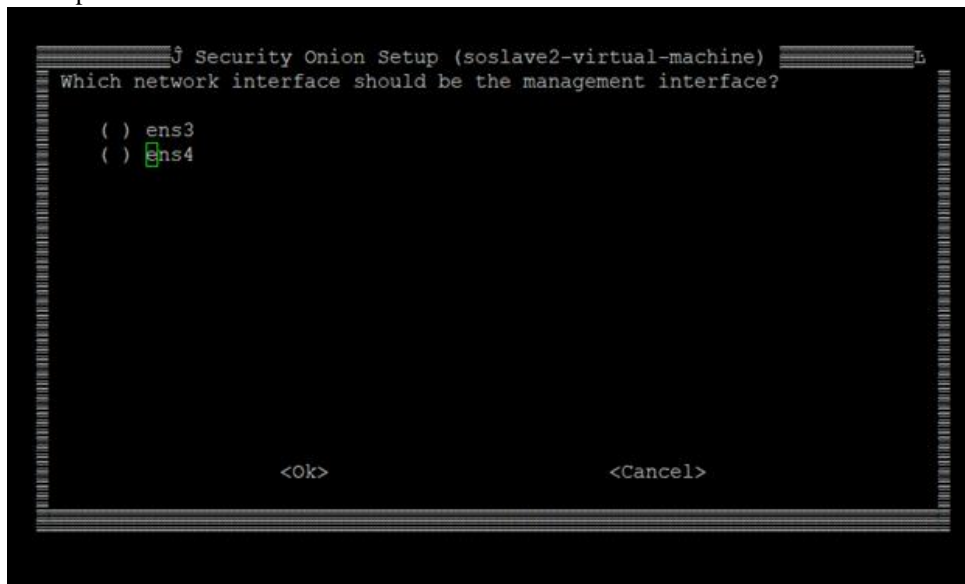 Security Onion Setup (soslave2-virtual-machine)
Which network interface should be the management interface?
( ) ens3
( ) ens4
<Ok> <Cancel>